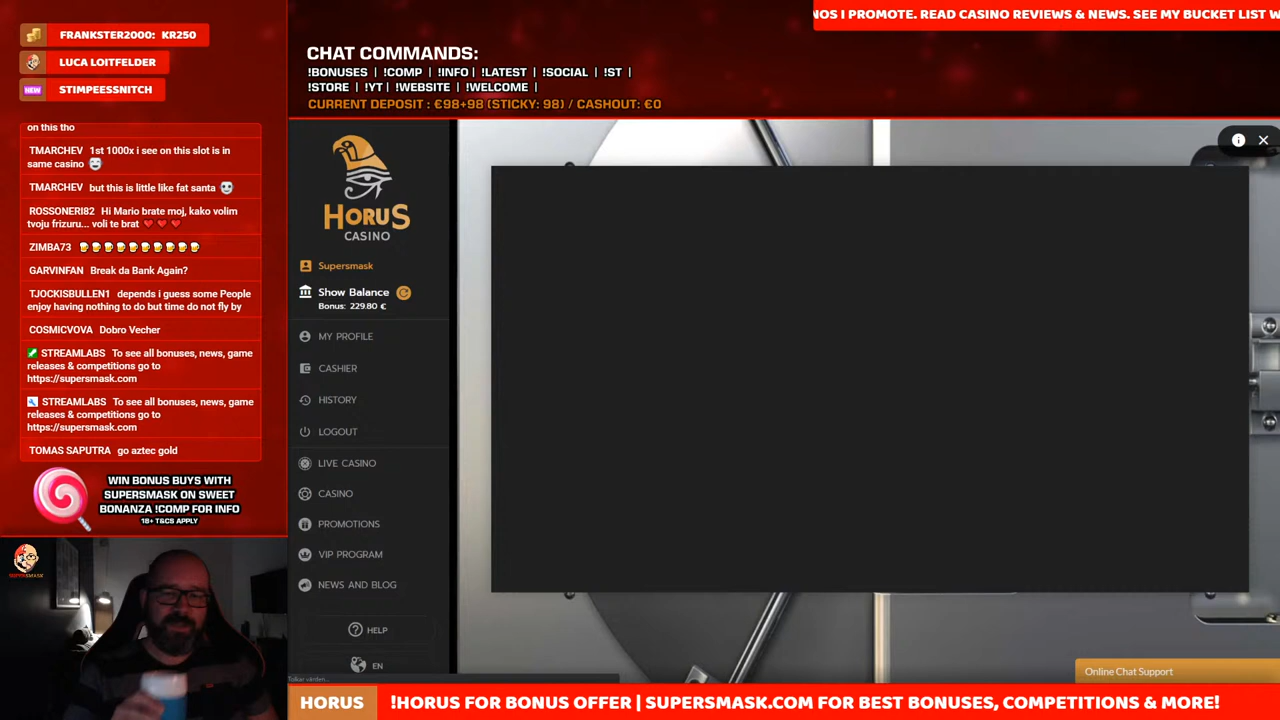 FRANKSTER2000: KR250
LUCA LOITFELDER
NEW STIMPEESSNITCH
on this tho
TMARCHEV 1st 1000x i see on this slot is in
same casino
TMARCHEV but this is little like fat santa
ROSSONERI82 Hi Mario brate moj, kako volim
tvoju frizuru... voli te brat
ZIMBA73
GARVINFAN Break da Bank Again?
TJOCKISBULLEN1 depends i guess some People
enjoy having nothing to do but time do not fly by
COSMICVOVA Dobro Vecher
STREAMLABS To see all bonuses, news, game
releases & competitions go to
https://supersmask.com
STREAMLABS To see all bonuses, news, game
releases & competitions go to
https://supersmask.com
TOMAS SAPUTRA go aztec gold
WIN BONUS BUYS WITH
SUPERSMASK ON SWEET
BONANZA !COMP FOR INFO
18+ T&CS APPLY
SUPERSMASK
NOS I PROMOTE. READ CASINO REVIEWS & NEWS. SEE MY BUCKET LIST W
CHAT COMMANDS:
!BONUSES | !COMP | !INFO | !LATEST | !SOCIAL | !ST |
!STORE | !YT | !WEBSITE | !WELCOME |
CURRENT DEPOSIT : €98+98 (STICKY: 98) / CASHOUT: €0
HORUS
CASINO
Supersmask
Show Balance
Bonus: 229.80 €
MY PROFILE
CASHIER
HISTORY
LOGOUT
LIVE CASINO
CASINO
PROMOTIONS
VIP PROGRAM
NEWS AND BLOG
HELP
EN
Online Chat Support
HORUS !HORUS FOR BONUS OFFER | SUPERSMASK.COM FOR BEST BONUSES, COMPETITIONS & MORE!